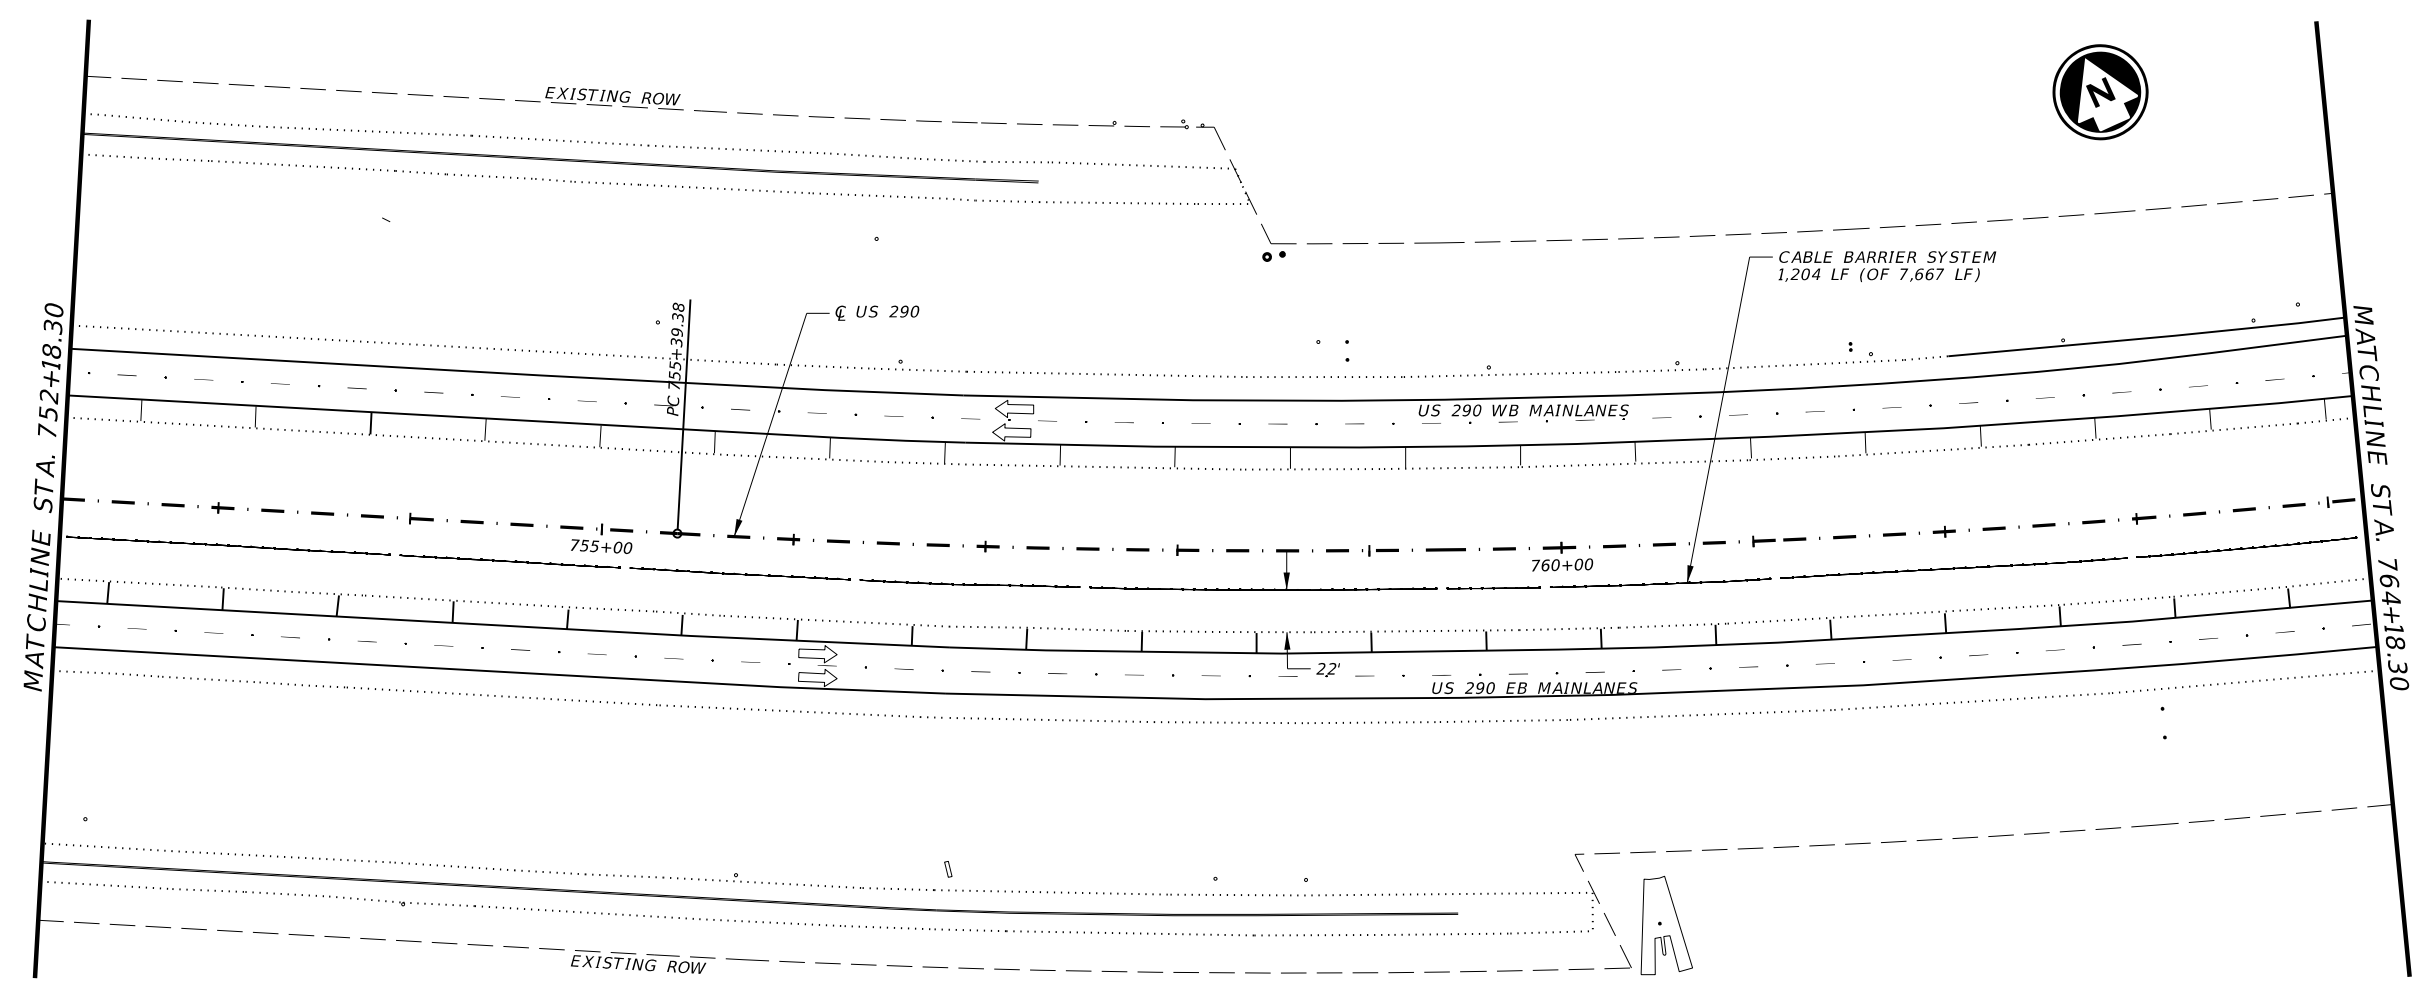 EXISTING ROW
N
CABLE BARRIER SYSTEM
1,204 LF (OF 7,667 LF)
℄ US 290
PC 755+39.38
MATCHLINE STA. 752+18.30
MATCHLINE STA. 764+18.30
US 290 WB MAINLANES
755+00
760+00
22'
US 290 EB MAINLANES
EXISTING ROW